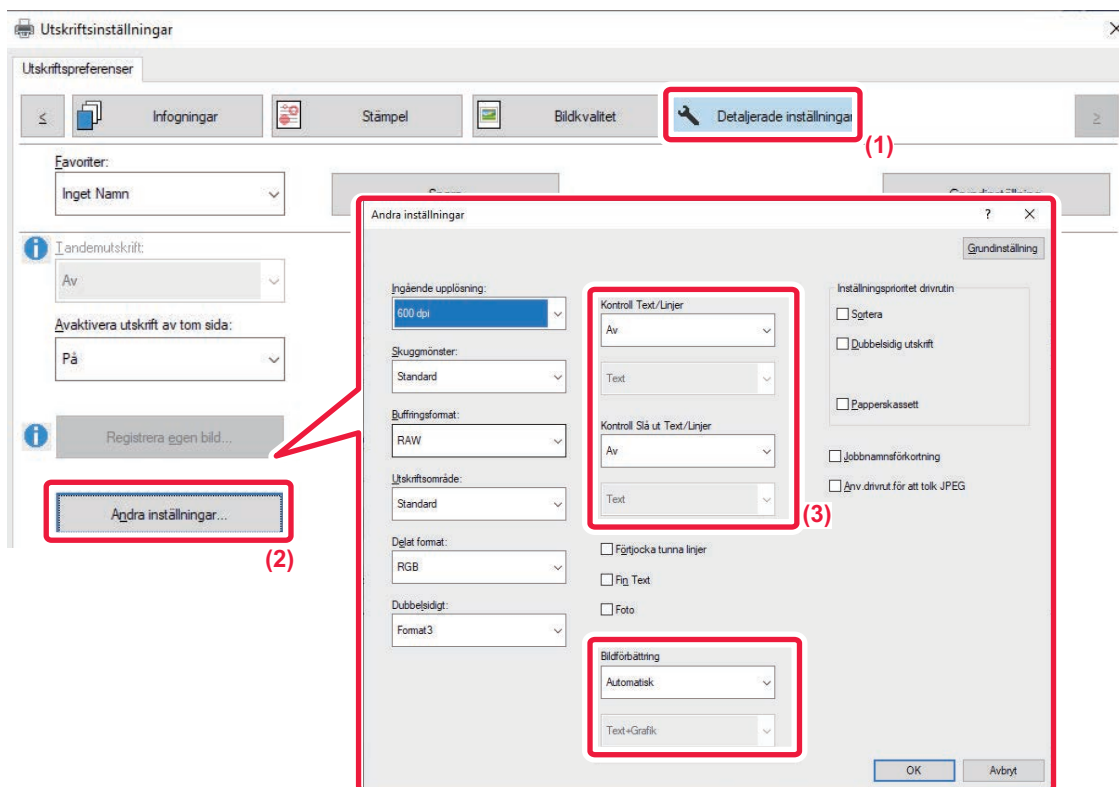 Utskriftsinställningar
Utskriftspreferenser
< Infogningar Stämpel Bildkvalitet Detaljerade inställningar >
(1)
Favoriter:
Inget Namn
Tandemutskrift:
Av
Avaktivera utskrift av tom sida:
På
Registrera egen bild...
Andra inställningar...
(2)
Andra inställningar ? ×
Grundinställning
Ingående upplösning:
600 dpi
Skuggmönster:
Standard
Buffringsformat:
RAW
Utskriftsområde:
Standard
Delat format:
RGB
Dubbelsidigt:
Format3
Kontroll Text/Linjer
Av
Text
Kontroll Slå ut Text/Linjer
Av
Text
(3)
Förtjocka tunna linjer
Fin Text
Foto
Bildförbättring
Automatisk
Text+Grafik
Inställningsprioritet drivrutin
Sortera
Dubbelsidig utskrift
Papperskassett
Jobbnamnsförkortning
Anv.drivrut.för att tolk JPEG
OK Avbryt